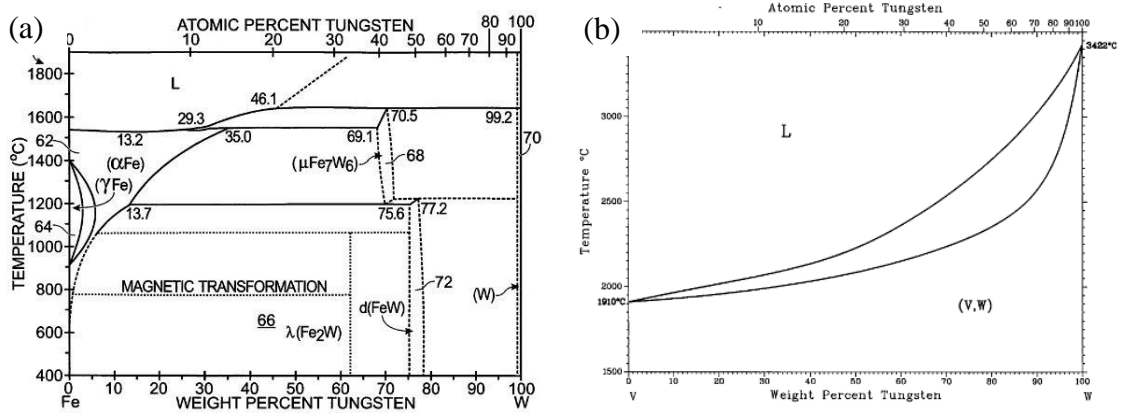 (a)
ATOMIC PERCENT TUNGSTEN
0 10 20 30 40 50 60 70 80 100
90
1800
1600
1400
1200
1000
800
600
400
TEMPERATURE (°C)
L
46.1
29.3
13.2
35.0
69.1
70.5
99.2
70
62
(αFe)
(γFe)
(μFe7W6)
68
64
13.7
75.6
77.2
MAGNETIC TRANSFORMATION
66
λ(Fe2W)
d(FeW)
72
(W)
0 10 20 30 40 50 60 70 80 90 100
Fe WEIGHT PERCENT TUNGSTEN W
(b)
Atomic Percent Tungsten
0 10 20 30 40 50 60 70 80 90 100
3422°C
3000
2500
2000
1910°C
1500
Temperature °C
L
(V,W)
0 10 20 30 40 50 60 70 80 90 100
V Weight Percent Tungsten W